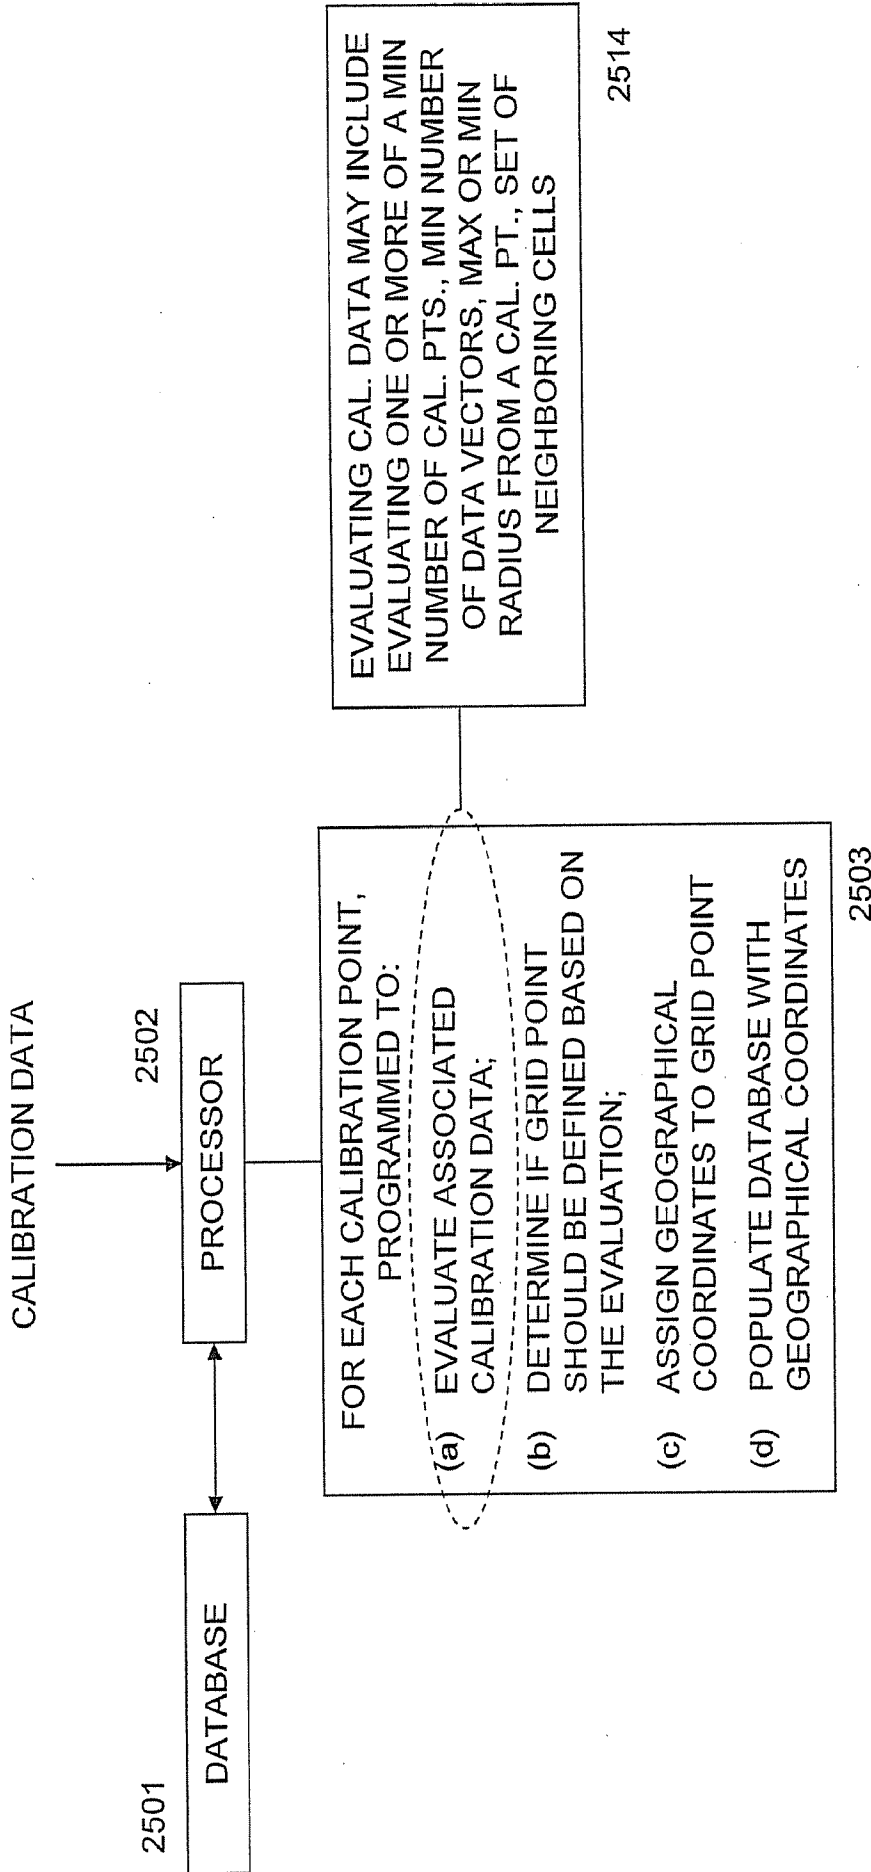 CALIBRATION DATA
2501
DATABASE
2502
PROCESSOR
FOR EACH CALIBRATION POINT,
PROGRAMMED TO:
(a) EVALUATE ASSOCIATED
CALIBRATION DATA;
(b) DETERMINE IF GRID POINT
SHOULD BE DEFINED BASED ON
THE EVALUATION;
(c) ASSIGN GEOGRAPHICAL
COORDINATES TO GRID POINT
(d) POPULATE DATABASE WITH
GEOGRAPHICAL COORDINATES
2503
EVALUATING CAL. DATA MAY INCLUDE
EVALUATING ONE OR MORE OF A MIN
NUMBER OF CAL. PTS., MIN NUMBER
OF DATA VECTORS, MAX OR MIN
RADIUS FROM A CAL. PT., SET OF
NEIGHBORING CELLS
2514